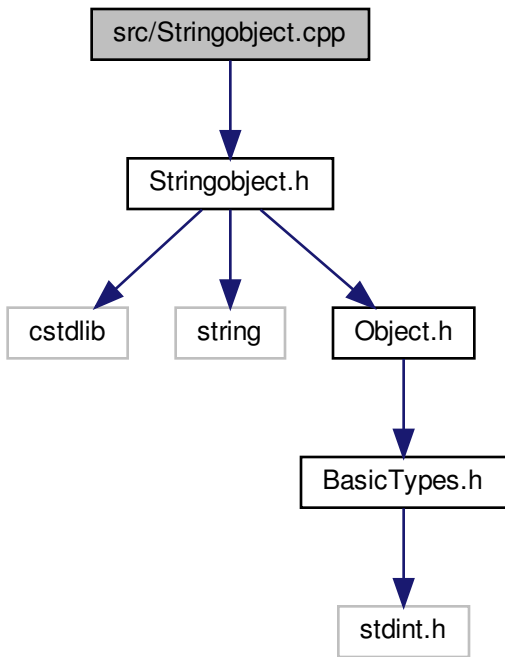 src/Stringobject.cpp
Stringobject.h
cstdlib
string
Object.h
BasicTypes.h
stdint.h